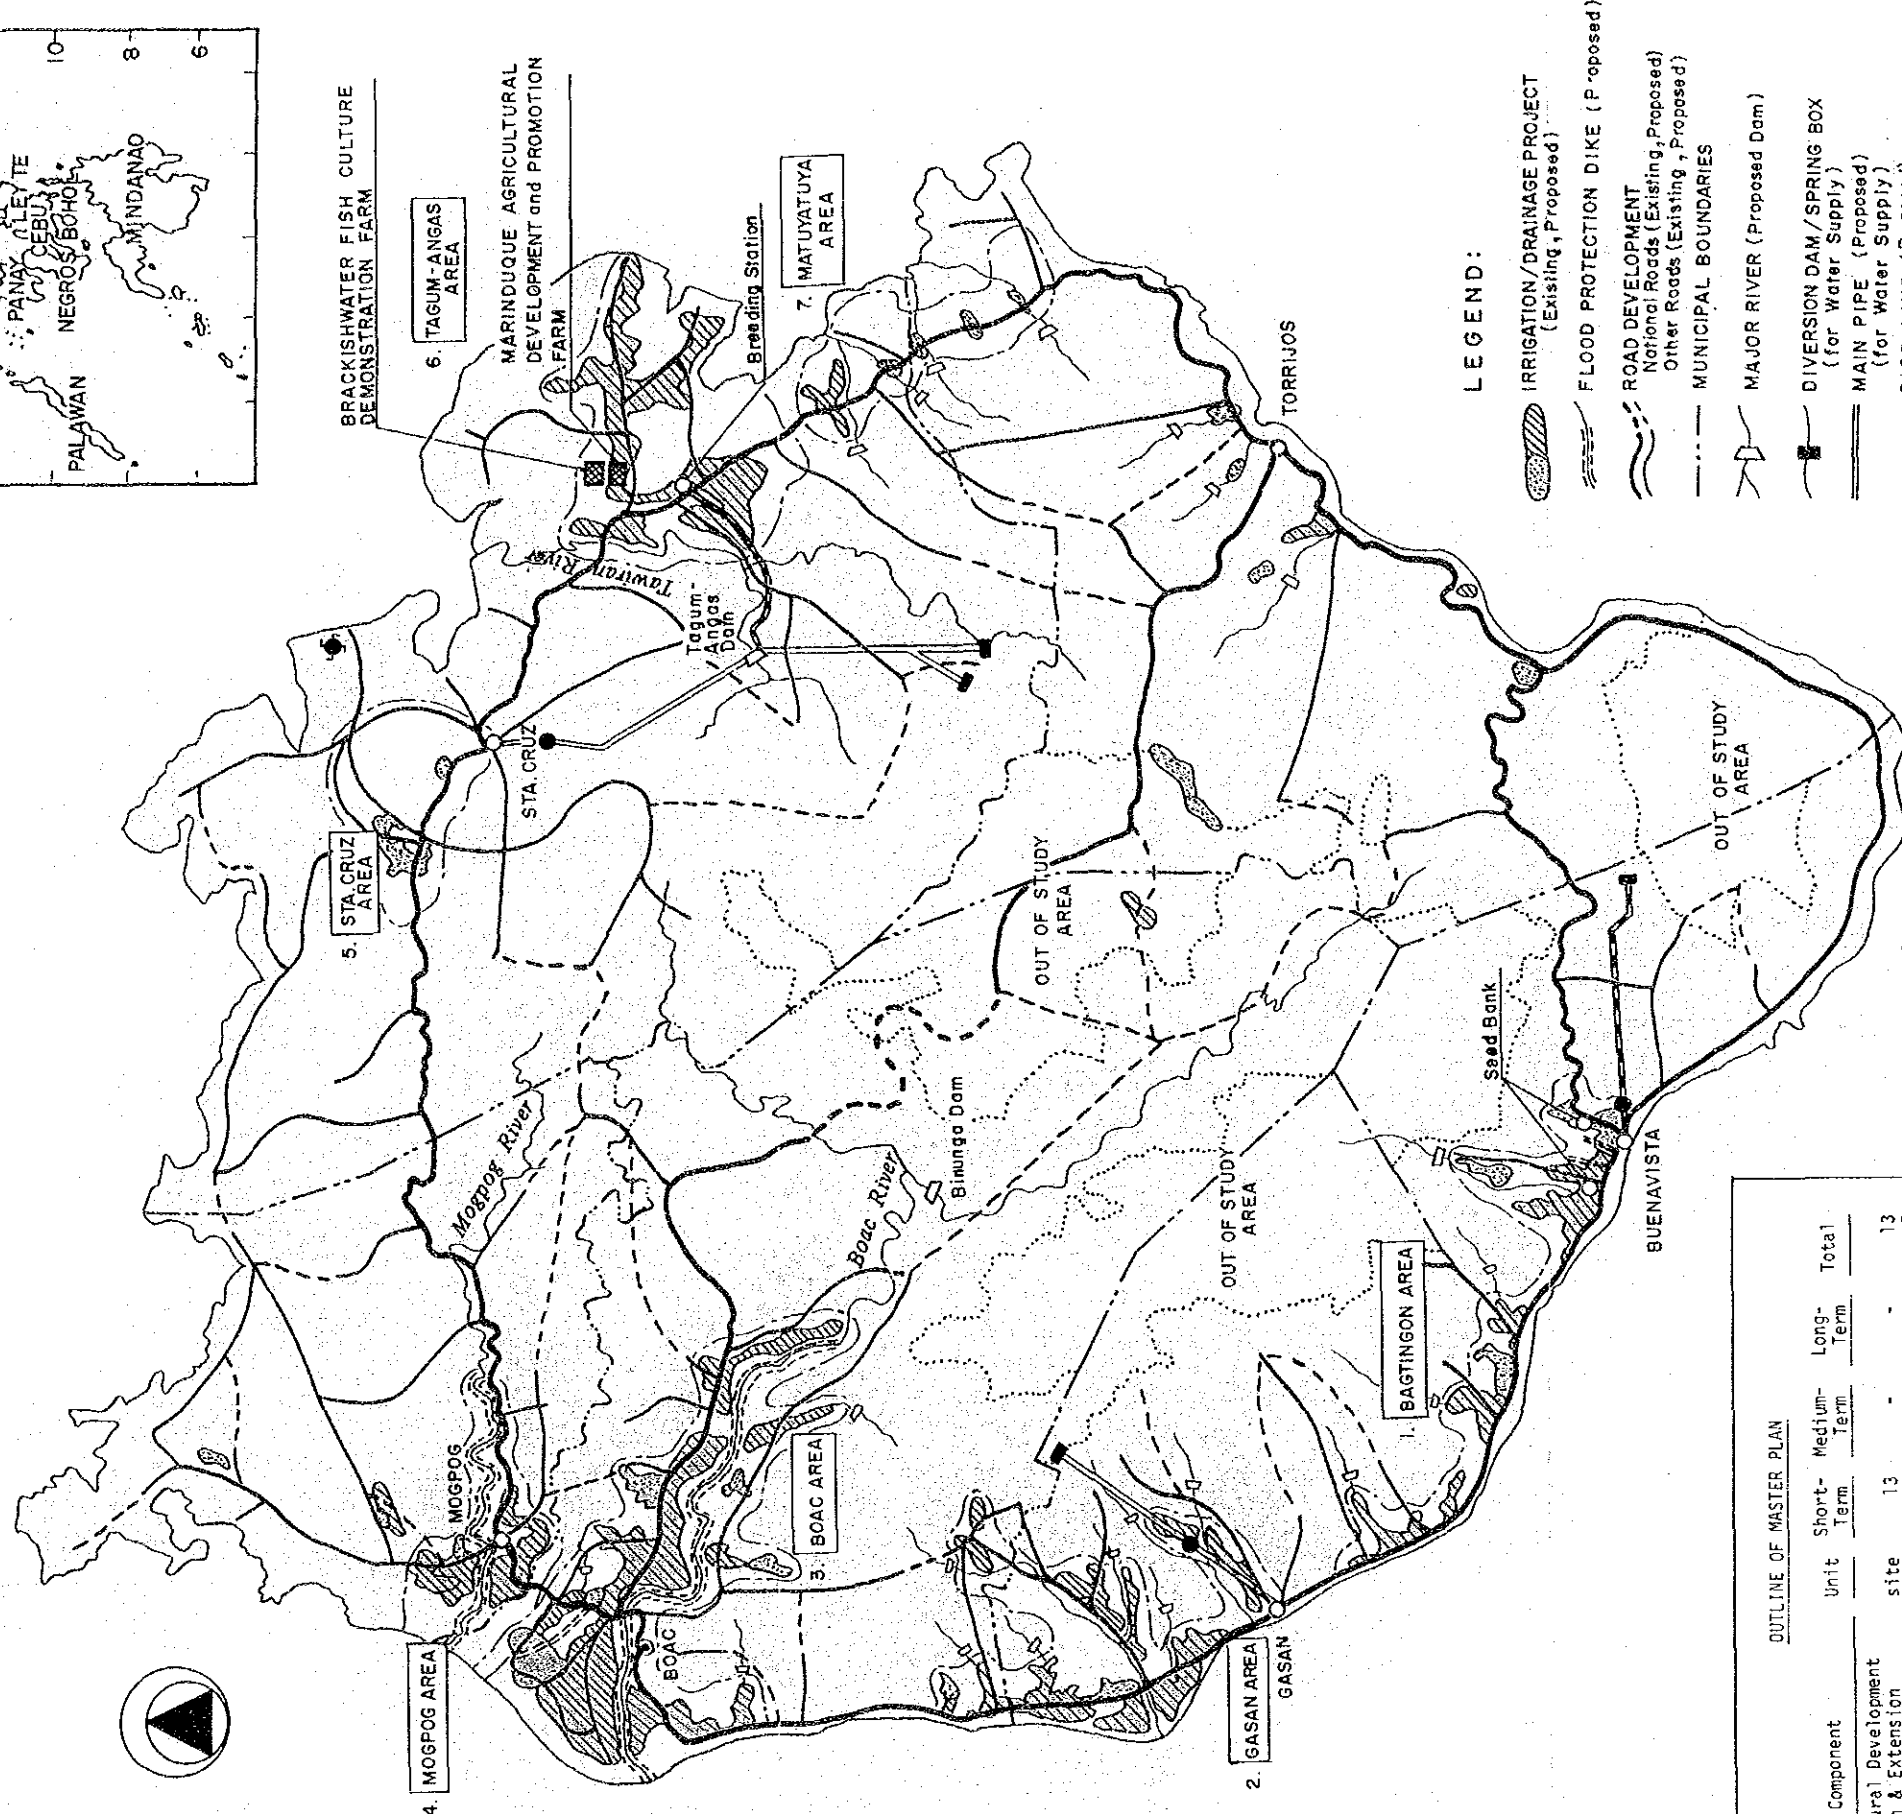 10
8
6
PANAY
LEYTE
CEBU
NEGROS
BOHOL
PALAWAN
MINDANAO
BRACKISHWATER FISH CULTURE
DEMONSTRATION FARM
6. TAGUM-ANGAS
AREA
MARINDUQUE AGRICULTURAL
DEVELOPMENT and PROMOTION
FARM
Breeding Station
7. MATUYATUYA
AREA
Tawiran River
Tagum-
Angas
Dam
TORRIJOS
STA. CRUZ
5. STA. CRUZ
AREA
OUT OF STUDY
AREA
OUT OF STUDY
AREA
Mogpog River
Binunga Dam
Boac River
OUT OF STUDY
AREA
Seed Bank
BUENAVISTA
1. BAGTINGON AREA
MOGPOG
3. BOAC AREA
4. MOGPOG AREA
BOAC
2. GASAN AREA
GASAN
LEGEND:
IRRIGATION/DRAINAGE PROJECT
(Existing, Proposed)
FLOOD PROTECTION DIKE (Proposed)
ROAD DEVELOPMENT
National Roads (Existing, Proposed)
Other Roads (Existing, Proposed)
MUNICIPAL BOUNDARIES
MAJOR RIVER (Proposed Dam)
DIVERSION DAM / SPRING BOX
(for Water Supply)
MAIN PIPE (Proposed)
(for Water Supply)
OUTLINE OF MASTER PLAN
Component Unit Short-Term Medium-Term Long-Term Total
ral Development
& Extension site 13 - - 13